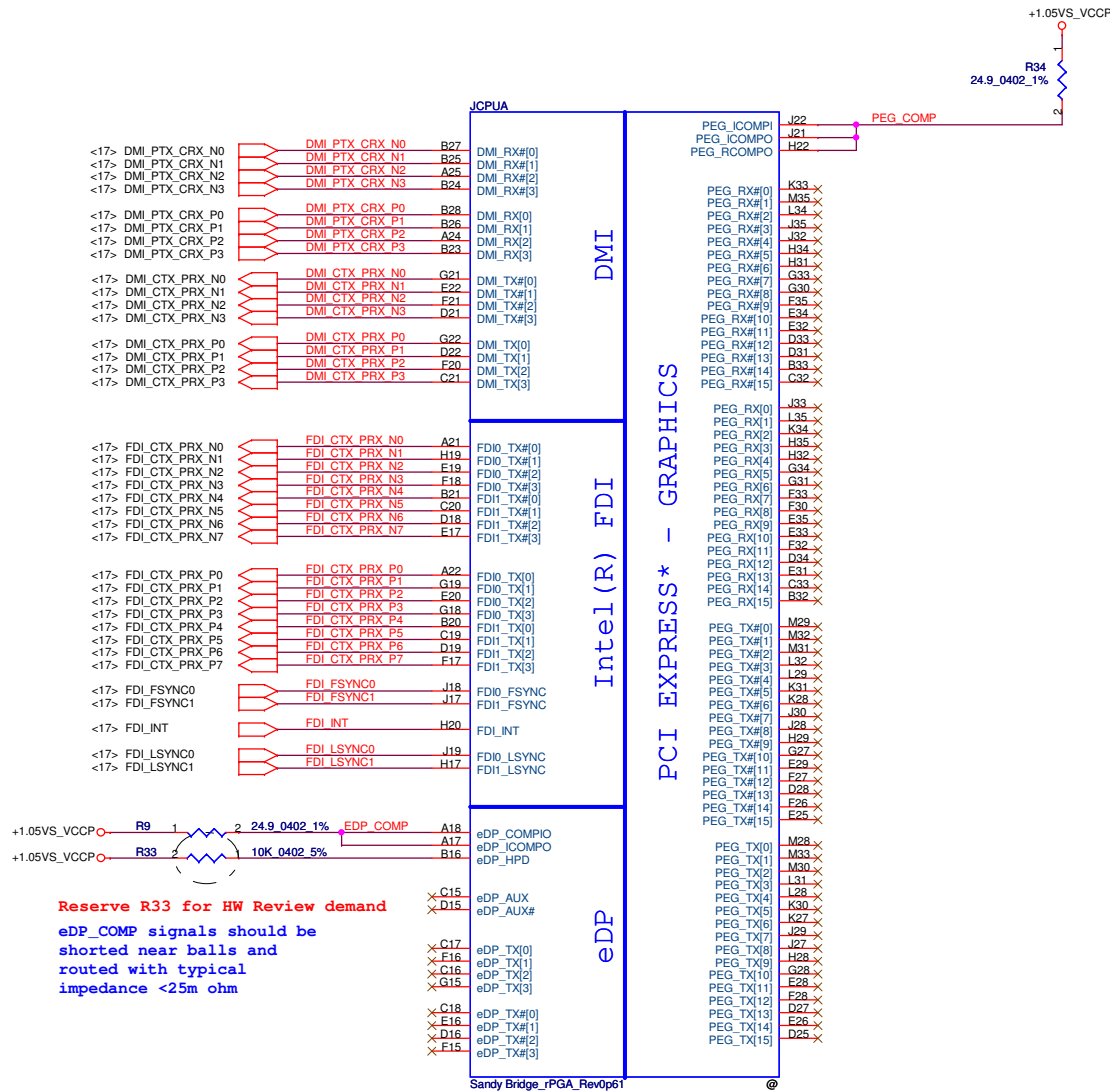 +1.05VS_VCCP
1
R34
24.9_0402_1%
2
JCPUA
PEG_ICOMPI J22 PEG_COMP
PEG_ICOMPO J21
PEG_RCOMPO H22
<17> DMI_PTX_CRX_N0 DMI_PTX_CRX_N0 B27 DMI_RX#[0]
<17> DMI_PTX_CRX_N1 DMI_PTX_CRX_N1 B25 DMI_RX#[1]
<17> DMI_PTX_CRX_N2 DMI_PTX_CRX_N2 A25 DMI_RX#[2]
<17> DMI_PTX_CRX_N3 DMI_PTX_CRX_N3 B24 DMI_RX#[3]
<17> DMI_PTX_CRX_P0 DMI_PTX_CRX_P0 B28 DMI_RX[0]
<17> DMI_PTX_CRX_P1 DMI_PTX_CRX_P1 B26 DMI_RX[1]
<17> DMI_PTX_CRX_P2 DMI_PTX_CRX_P2 A24 DMI_RX[2]
<17> DMI_PTX_CRX_P3 DMI_PTX_CRX_P3 B23 DMI_RX[3]
<17> DMI_CTX_PRX_N0 DMI_CTX_PRX_N0 G21 DMI_TX#[0]
<17> DMI_CTX_PRX_N1 DMI_CTX_PRX_N1 E22 DMI_TX#[1]
<17> DMI_CTX_PRX_N2 DMI_CTX_PRX_N2 F21 DMI_TX#[2]
<17> DMI_CTX_PRX_N3 DMI_CTX_PRX_N3 D21 DMI_TX#[3]
<17> DMI_CTX_PRX_P0 DMI_CTX_PRX_P0 G22 DMI_TX[0]
<17> DMI_CTX_PRX_P1 DMI_CTX_PRX_P1 D22 DMI_TX[1]
<17> DMI_CTX_PRX_P2 DMI_CTX_PRX_P2 F20 DMI_TX[2]
<17> DMI_CTX_PRX_P3 DMI_CTX_PRX_P3 C21 DMI_TX[3]
DMI
<17> FDI_CTX_PRX_N0 FDI_CTX_PRX_N0 A21 FDI0_TX#[0]
<17> FDI_CTX_PRX_N1 FDI_CTX_PRX_N1 H19 FDI0_TX#[1]
<17> FDI_CTX_PRX_N2 FDI_CTX_PRX_N2 E19 FDI0_TX#[2]
<17> FDI_CTX_PRX_N3 FDI_CTX_PRX_N3 F18 FDI0_TX#[3]
<17> FDI_CTX_PRX_N4 FDI_CTX_PRX_N4 B21 FDI1_TX#[0]
<17> FDI_CTX_PRX_N5 FDI_CTX_PRX_N5 C20 FDI1_TX#[1]
<17> FDI_CTX_PRX_N6 FDI_CTX_PRX_N6 D18 FDI1_TX#[2]
<17> FDI_CTX_PRX_N7 FDI_CTX_PRX_N7 E17 FDI1_TX#[3]
<17> FDI_CTX_PRX_P0 FDI_CTX_PRX_P0 A22 FDI0_TX[0]
<17> FDI_CTX_PRX_P1 FDI_CTX_PRX_P1 G19 FDI0_TX[1]
<17> FDI_CTX_PRX_P2 FDI_CTX_PRX_P2 E20 FDI0_TX[2]
<17> FDI_CTX_PRX_P3 FDI_CTX_PRX_P3 G18 FDI0_TX[3]
<17> FDI_CTX_PRX_P4 FDI_CTX_PRX_P4 B20 FDI1_TX[0]
<17> FDI_CTX_PRX_P5 FDI_CTX_PRX_P5 C19 FDI1_TX[1]
<17> FDI_CTX_PRX_P6 FDI_CTX_PRX_P6 D19 FDI1_TX[2]
<17> FDI_CTX_PRX_P7 FDI_CTX_PRX_P7 F17 FDI1_TX[3]
<17> FDI_FSYNC0 FDI_FSYNC0 J18 FDI0_FSYNC
<17> FDI_FSYNC1 FDI_FSYNC1 J17 FDI1_FSYNC
<17> FDI_INT FDI_INT H20 FDI_INT
<17> FDI_LSYNC0 FDI_LSYNC0 J19 FDI0_LSYNC
<17> FDI_LSYNC1 FDI_LSYNC1 H17 FDI1_LSYNC
Intel(R) FDI
+1.05VS_VCCP R9 1 2 24.9_0402_1% EDP_COMP A18 eDP_COMPIO
A17 eDP_ICOMPO
+1.05VS_VCCP R33 2 1 10K_0402_5% B16 eDP_HPD
C15 eDP_AUX
D15 eDP_AUX#
C17 eDP_TX[0]
F16 eDP_TX[1]
C16 eDP_TX[2]
G15 eDP_TX[3]
C18 eDP_TX#[0]
E16 eDP_TX#[1]
D16 eDP_TX#[2]
F15 eDP_TX#[3]
eDP
Reserve R33 for HW Review demand
eDP_COMP signals should be
shorted near balls and
routed with typical
impedance <25m ohm
PCI EXPRESS* - GRAPHICS
PEG_RX#[0] K33
PEG_RX#[1] M35
PEG_RX#[2] L34
PEG_RX#[3] J35
PEG_RX#[4] J32
PEG_RX#[5] H34
PEG_RX#[6] H31
PEG_RX#[7] G33
PEG_RX#[8] G30
PEG_RX#[9] F35
PEG_RX#[10] E34
PEG_RX#[11] E32
PEG_RX#[12] D33
PEG_RX#[13] D31
PEG_RX#[14] B33
PEG_RX#[15] C32
PEG_RX[0] J33
PEG_RX[1] L35
PEG_RX[2] K34
PEG_RX[3] H35
PEG_RX[4] H32
PEG_RX[5] G34
PEG_RX[6] G31
PEG_RX[7] F33
PEG_RX[8] F30
PEG_RX[9] E35
PEG_RX[10] E33
PEG_RX[11] F32
PEG_RX[12] D34
PEG_RX[13] E31
PEG_RX[14] C33
PEG_RX[15] B32
PEG_TX#[0] M29
PEG_TX#[1] M32
PEG_TX#[2] M31
PEG_TX#[3] L32
PEG_TX#[4] L29
PEG_TX#[5] K31
PEG_TX#[6] K28
PEG_TX#[7] J30
PEG_TX#[8] J28
PEG_TX#[9] H29
PEG_TX#[10] G27
PEG_TX#[11] E29
PEG_TX#[12] F27
PEG_TX#[13] D28
PEG_TX#[14] F26
PEG_TX#[15] E25
PEG_TX[0] M28
PEG_TX[1] M33
PEG_TX[2] M30
PEG_TX[3] L31
PEG_TX[4] L28
PEG_TX[5] K30
PEG_TX[6] K27
PEG_TX[7] J29
PEG_TX[8] J27
PEG_TX[9] H28
PEG_TX[10] G28
PEG_TX[11] E28
PEG_TX[12] F28
PEG_TX[13] D27
PEG_TX[14] E26
PEG_TX[15] D25
Sandy Bridge_rPGA_Rev0p61 @